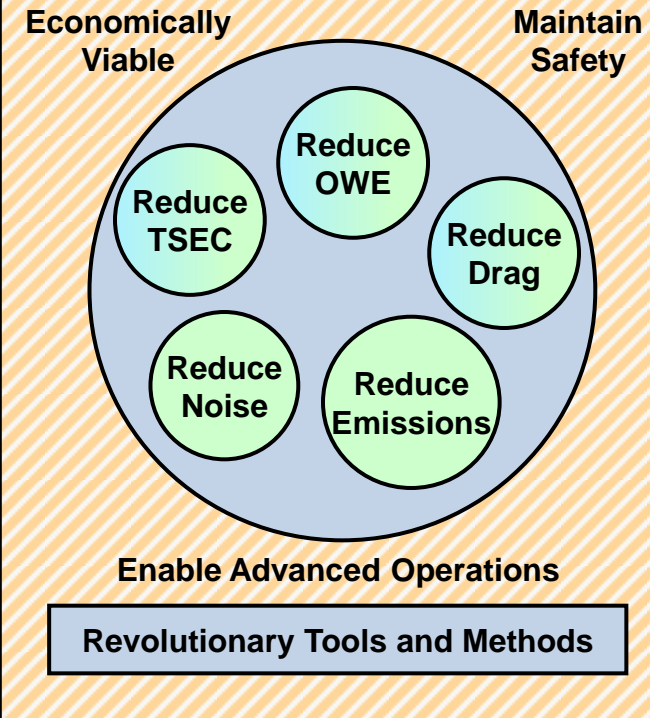 Economically
Viable
Maintain
Safety
Reduce
OWE
Reduce
TSEC
Reduce
Drag
Reduce
Noise
Reduce
Emissions
Enable Advanced Operations
Revolutionary Tools and Methods